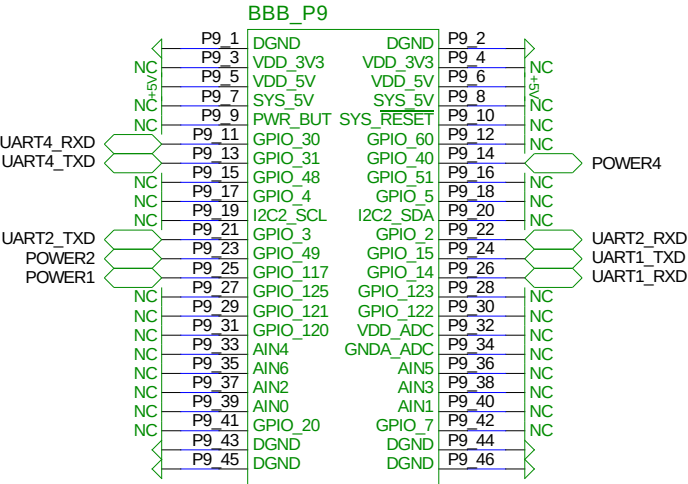 BBB_P9
P9_1 DGND DGND P9_2
NC P9_3 VDD_3V3 VDD_3V3 P9_4 NC
+5V P9_5 VDD_5V VDD_5V P9_6 +5V
NC P9_7 SYS_5V SYS_5V P9_8 NC
NC P9_9 PWR_BUT SYS_RESET P9_10 NC
UART4_RXD P9_11 GPIO_30 GPIO_60 P9_12 NC
UART4_TXD P9_13 GPIO_31 GPIO_40 P9_14 POWER4
NC P9_15 GPIO_48 GPIO_51 P9_16 NC
NC P9_17 GPIO_4 GPIO_5 P9_18 NC
NC P9_19 I2C2_SCL I2C2_SDA P9_20 NC
UART2_TXD P9_21 GPIO_3 GPIO_2 P9_22 UART2_RXD
POWER2 P9_23 GPIO_49 GPIO_15 P9_24 UART1_TXD
POWER1 P9_25 GPIO_117 GPIO_14 P9_26 UART1_RXD
NC P9_27 GPIO_125 GPIO_123 P9_28 NC
NC P9_29 GPIO_121 GPIO_122 P9_30 NC
NC P9_31 GPIO_120 VDD_ADC P9_32 NC
NC P9_33 AIN4 GNDA_ADC P9_34 NC
NC P9_35 AIN6 AIN5 P9_36 NC
NC P9_37 AIN2 AIN3 P9_38 NC
NC P9_39 AIN0 AIN1 P9_40 NC
NC P9_41 GPIO_20 GPIO_7 P9_42 NC
P9_43 DGND DGND P9_44
P9_45 DGND DGND P9_46